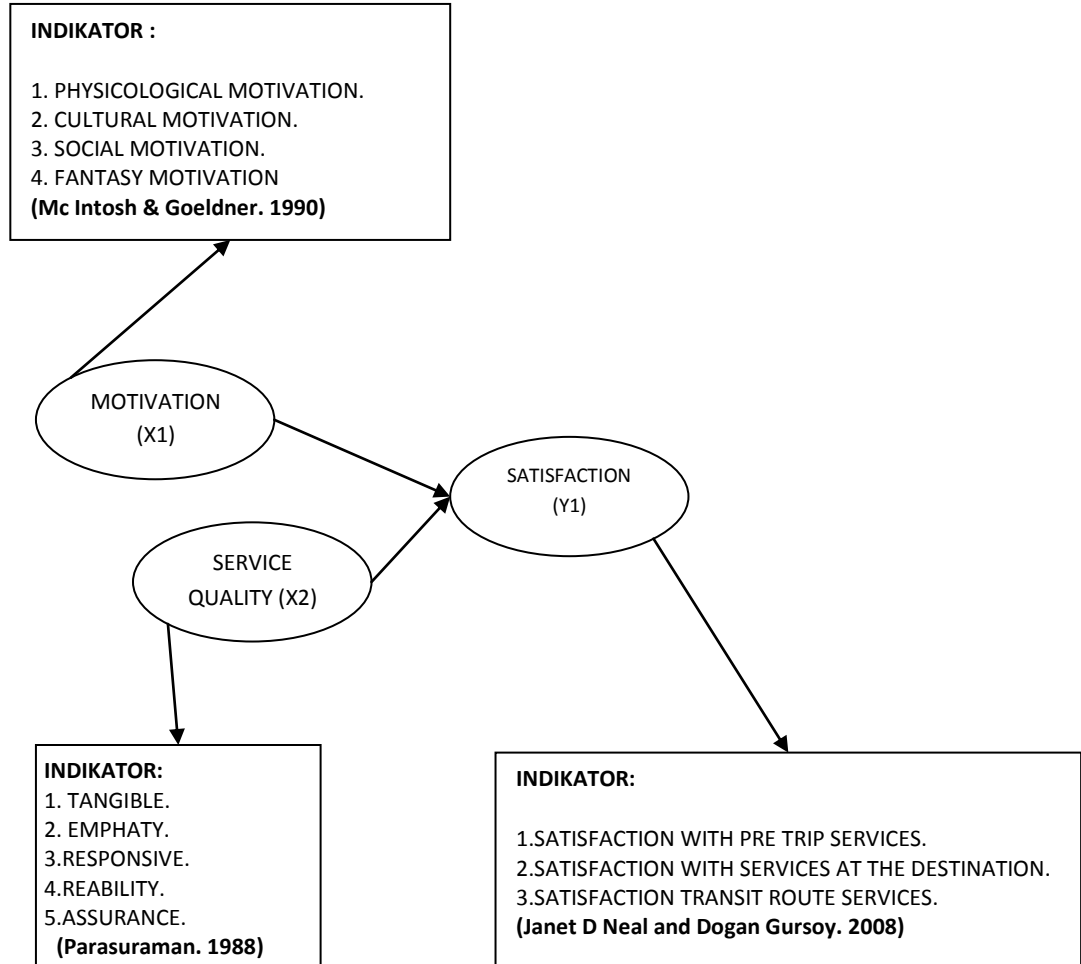 INDIKATOR :
1. PHYSICOLOGICAL MOTIVATION.
2. CULTURAL MOTIVATION.
3. SOCIAL MOTIVATION.
4. FANTASY MOTIVATION
(Mc Intosh & Goeldner. 1990)
MOTIVATION
(X1)
SATISFACTION
(Y1)
SERVICE
QUALITY (X2)
INDIKATOR:
1. TANGIBLE.
2. EMPHATY.
3.RESPONSIVE.
4.REABILITY.
5.ASSURANCE.
(Parasuraman. 1988)
INDIKATOR:
1.SATISFACTION WITH PRE TRIP SERVICES.
2.SATISFACTION WITH SERVICES AT THE DESTINATION.
3.SATISFACTION TRANSIT ROUTE SERVICES.
(Janet D Neal and Dogan Gursoy. 2008)